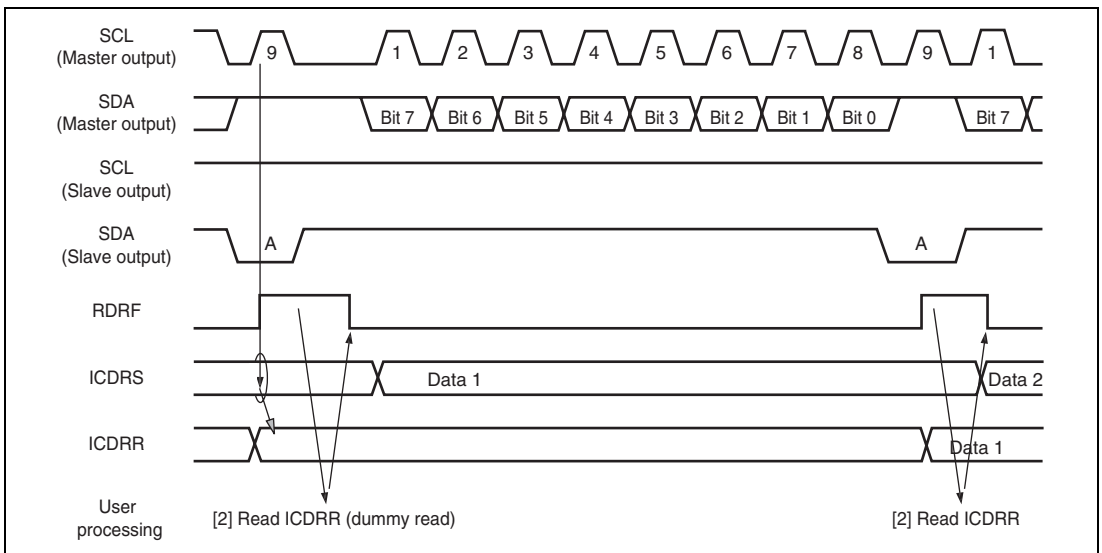 SCL
(Master output)
9 1 2 3 4 5 6 7 8 9 1
SDA
(Master output)
Bit 7 Bit 6 Bit 5 Bit 4 Bit 3 Bit 2 Bit 1 Bit 0 Bit 7
SCL
(Slave output)
SDA
(Slave output)
A A
RDRF
ICDRS
Data 1 Data 2
ICDRR
Data 1
User
processing
[2] Read ICDRR (dummy read) [2] Read ICDRR